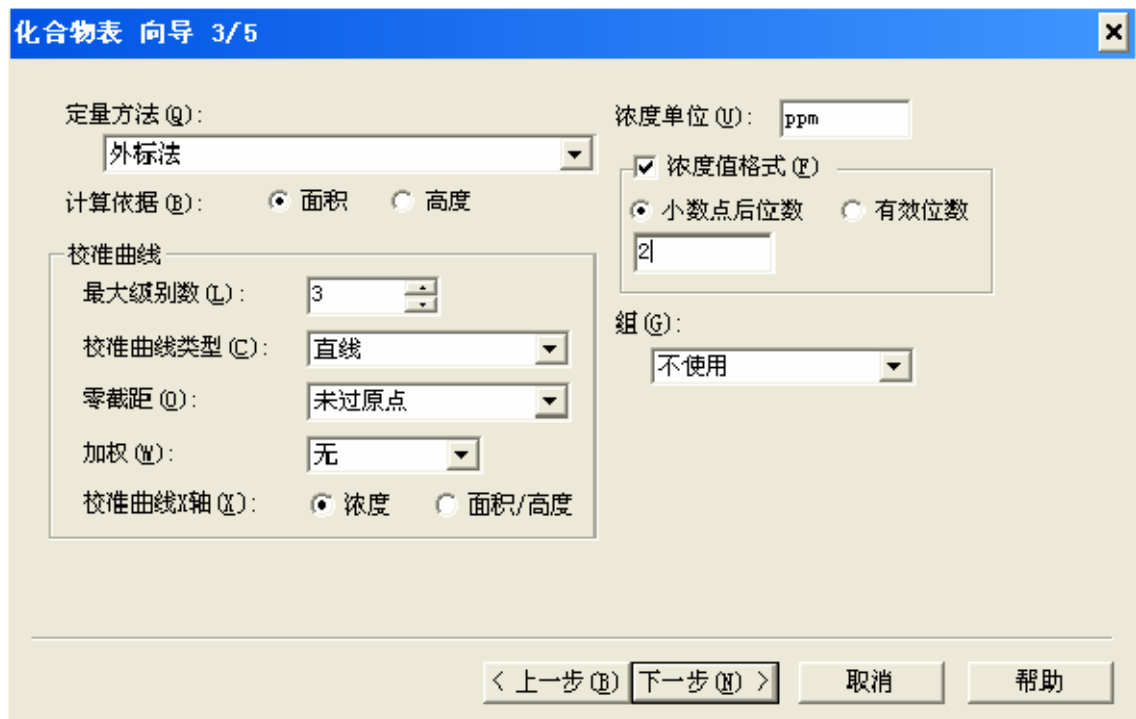 化合物表 向导 3/5
定量方法(Q):
外标法
计算依据(B): 面积 高度
校准曲线
最大级别数(L): 3
校准曲线类型(C): 直线
零截距(O): 未过原点
加权(W): 无
校准曲线X轴(X): 浓度 面积/高度
浓度单位(U): ppm
浓度值格式(F)
小数点后位数 有效位数
2
组(G):
不使用
< 上一步(B) 下一步(N) > 取消 帮助